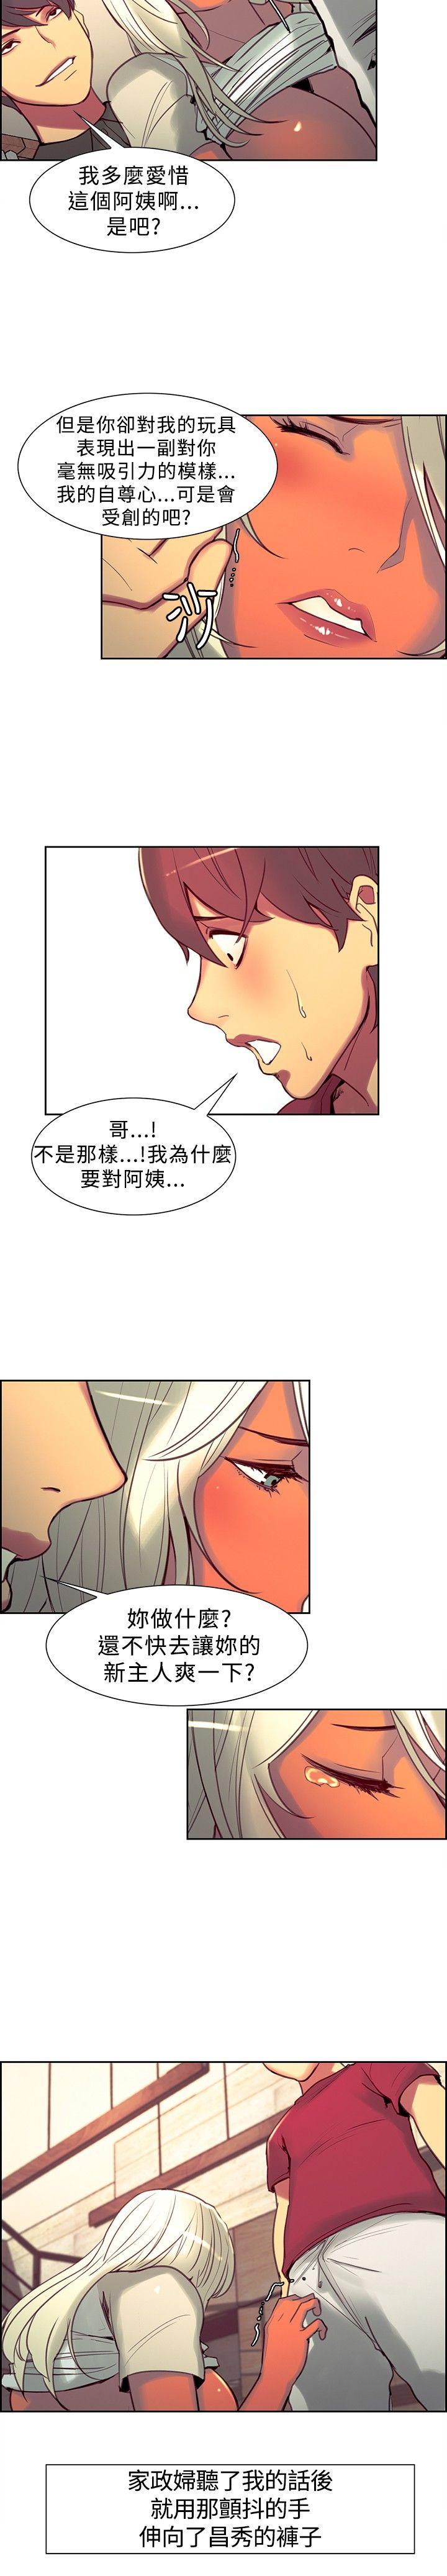 我多麼愛惜
這個阿姨啊...
是吧?
但是你卻對我的玩具
表現出一副對你
毫無吸引力的模樣...
我的自尊心...可是會
受創的吧?
哥...!
不是那樣...!我為什麼
要對阿姨...
妳做什麼?
還不快去讓妳的
新主人爽一下?
家政婦聽了我的話後
就用那顫抖的手
伸向了昌秀的褲子